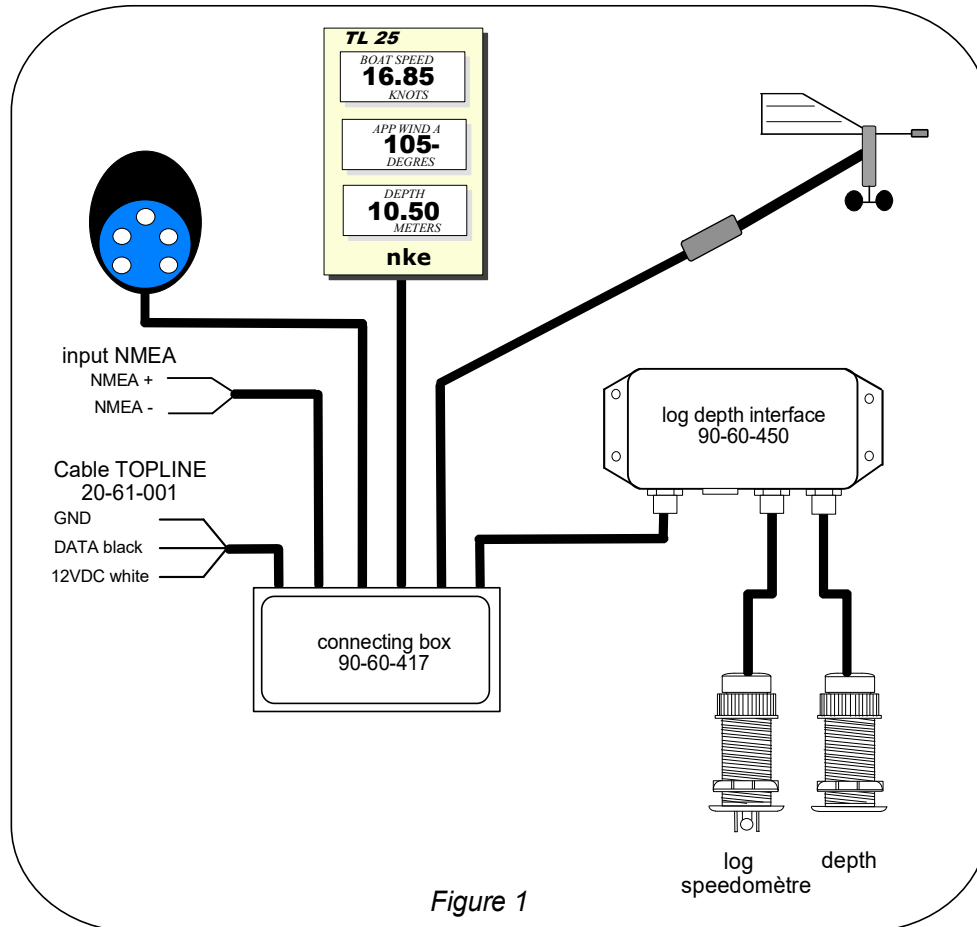 TL 25
BOAT SPEED
16.85
KNOTS
APP WIND A
105-
DEGRES
DEPTH
10.50
METERS
nke
input NMEA
NMEA +
NMEA -
Cable TOPLINE
20-61-001
GND
DATA black
12VDC white
log depth interface
90-60-450
connecting box
90-60-417
log
speedomètre
depth
Figure 1